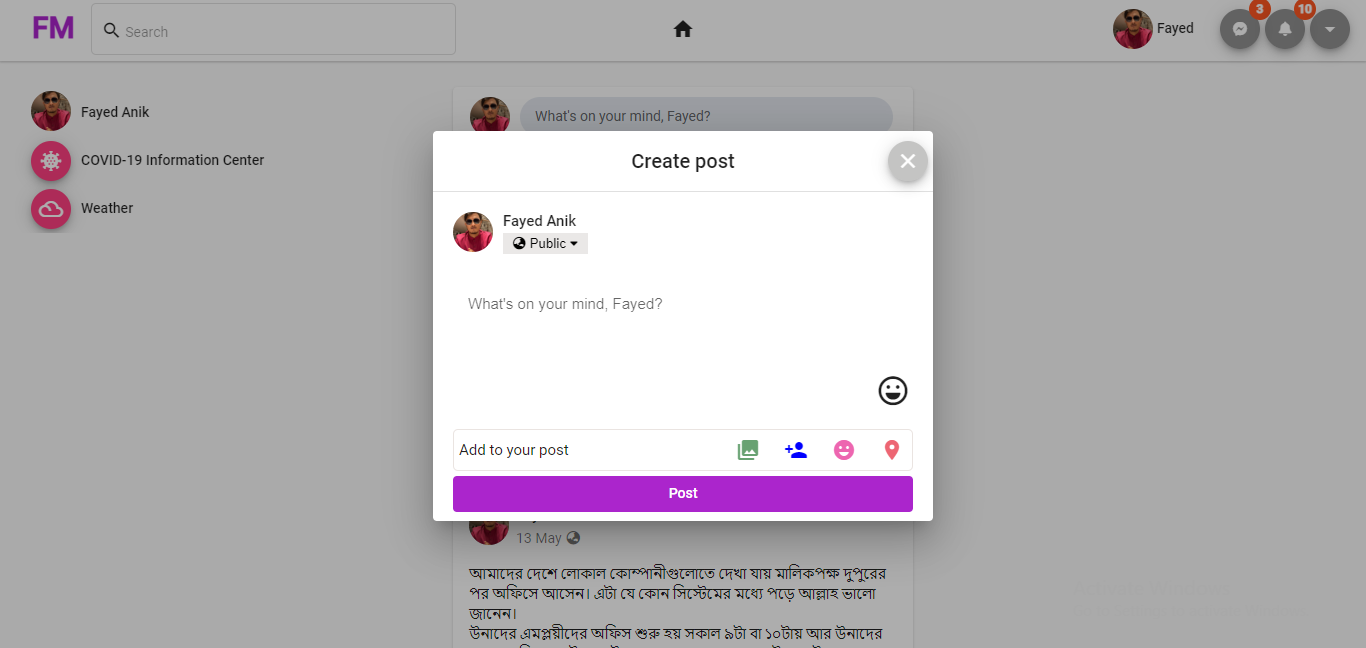 FM
Search
Fayed
3
10
Fayed Anik
COVID-19 Information Center
Weather
What's on your mind, Fayed?
Create post
Fayed Anik
Public
What's on your mind, Fayed?
Add to your post
Post
13 May
আমাদের দেশে লোকাল কোম্পানীগুলোতে দেখা যায় মালিকপক্ষ দুপুরের
পর অফিসে আসেন। এটা যে কোন সিস্টেমের মধ্যে পড়ে আল্লাহ ভালো
জানেন।
উনাদের এমপ্লয়ীদের অফিস শুরু হয় সকাল ৯টা বা ১০টায় আর উনাদের